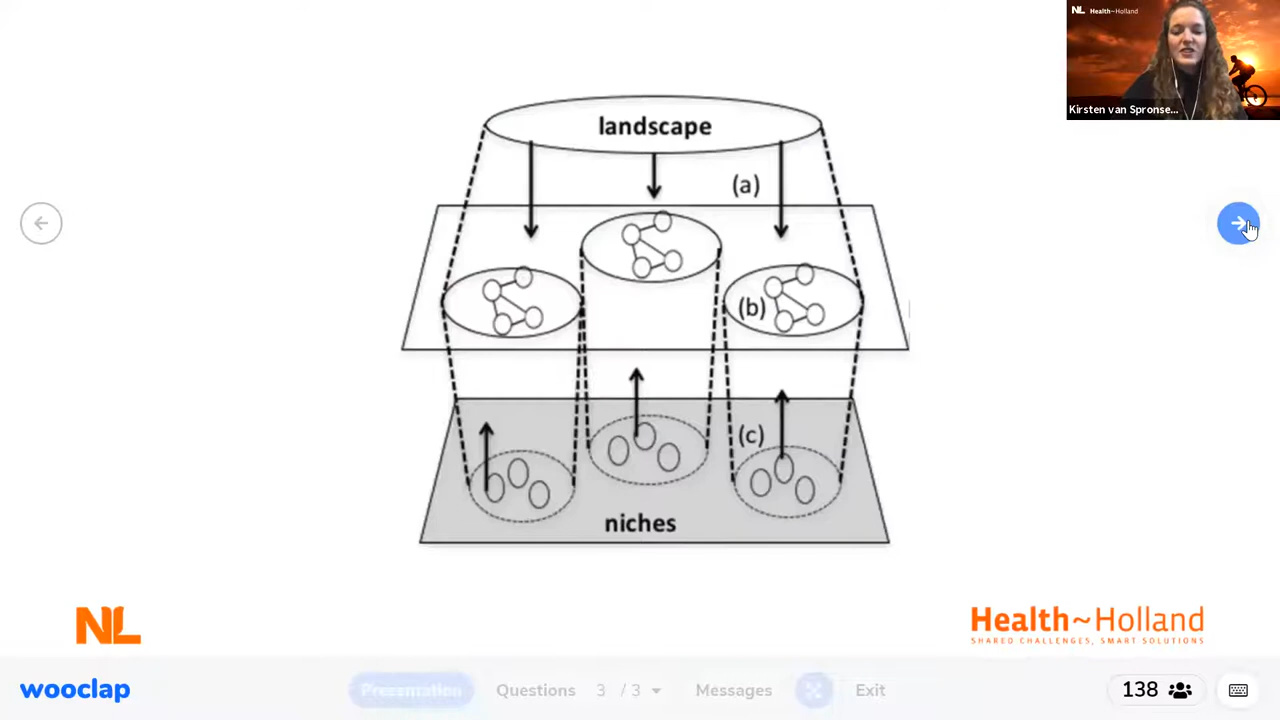 NL Health~Holland
Kirsten van Spronse...
landscape
(a)
(b)
(c)
niches
NL
Health~Holland
SHARED CHALLENGES, SMART SOLUTIONS
wooclap
Presentation
Questions 3 / 3
Messages
Exit
138